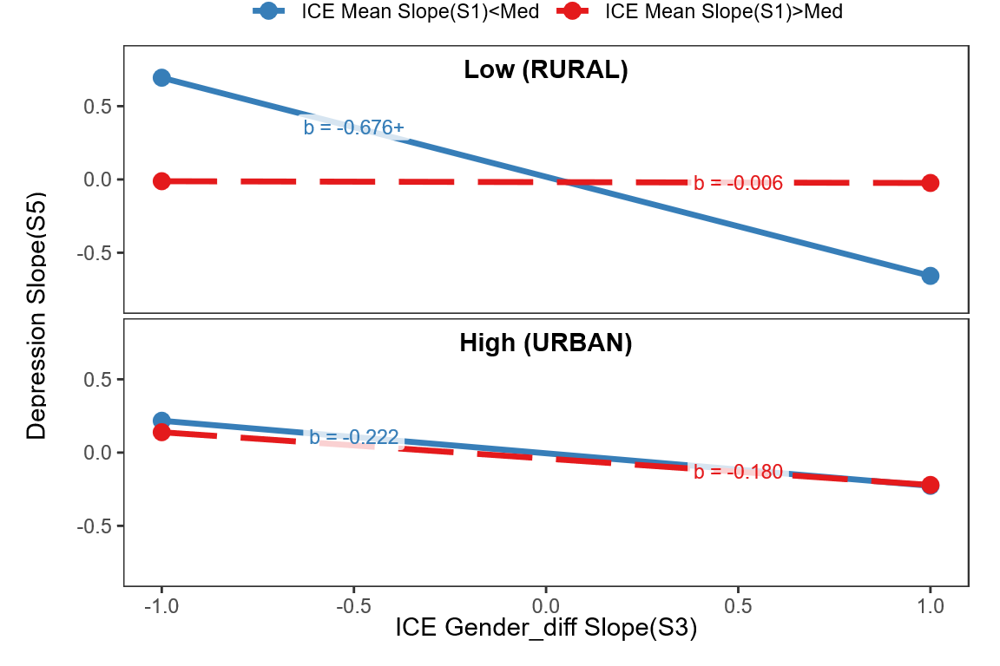 ICE Mean Slope(S1)<Med ICE Mean Slope(S1)>Med
Low (RURAL)
0.5
b = -0.676+
0.0
b = -0.006
-0.5
Depression Slope(S5)
High (URBAN)
0.5
b = -0.222
0.0
b = -0.180
-0.5
-1.0 -0.5 0.0 0.5 1.0
ICE Gender_diff Slope(S3)